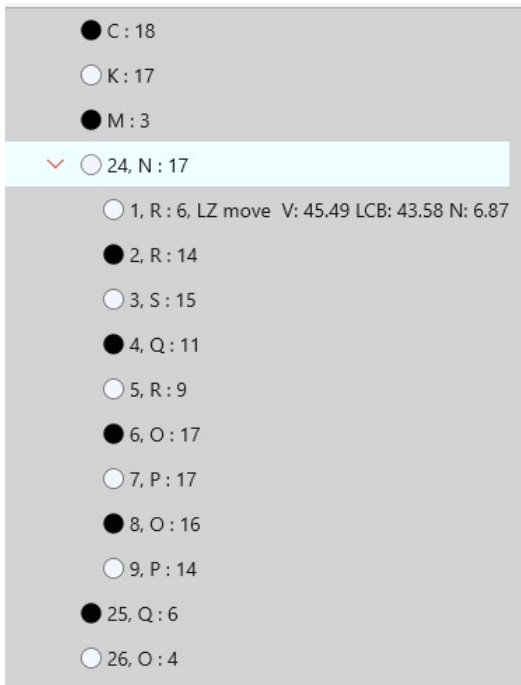 C : 18
K : 17
M : 3
24, N : 17
1, R : 6, LZ move V: 45.49 LCB: 43.58 N: 6.87
2, R : 14
3, S : 15
4, Q : 11
5, R : 9
6, O : 17
7, P : 17
8, O : 16
9, P : 14
25, Q : 6
26, O : 4